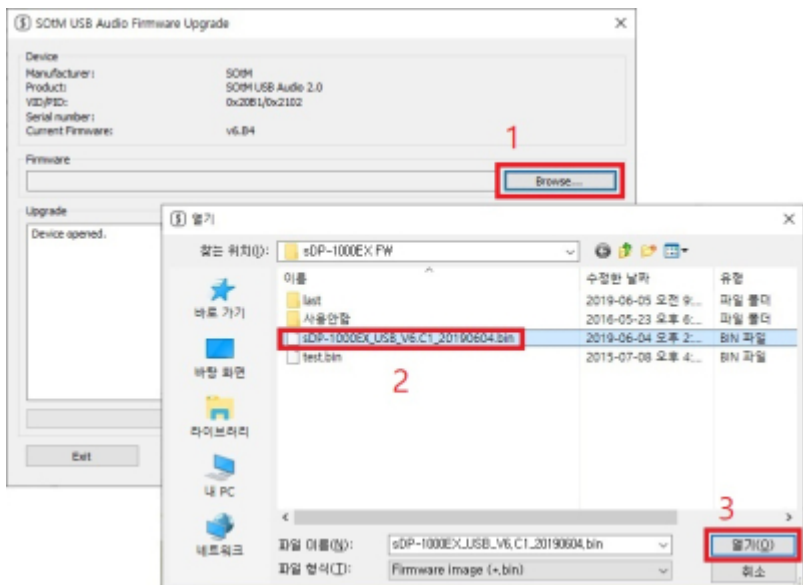 SOtM USB Audio Firmware Upgrade
Device
Manufacturer: SOtM
Product: SOtM USB Audio 2.0
VID/PID: 0x20B1/0x2102
Serial number:
Current Firmware: v6.B4
1
Firmware
Browse...
Upgrade
Device opened.
Exit
열기
찾는 위치(I): sDP-1000EX FW
이름 수정한 날짜 유형
last 2019-06-05 오전 9:... 파일 폴더
사용안함 2016-05-23 오후 6:... 파일 폴더
sDP-1000EX_USB_V6.C1_20190604.bin 2019-06-04 오후 2:... BIN 파일
test.bin 2015-07-08 오후 4:... BIN 파일
2
바로 가기
바탕 화면
라이브러리
내 PC
네트워크
3
파일 이름(N): sDP-1000EX_USB_V6.C1_20190604.bin 열기(O)
파일 형식(T): Firmware Image (*.bin) 취소